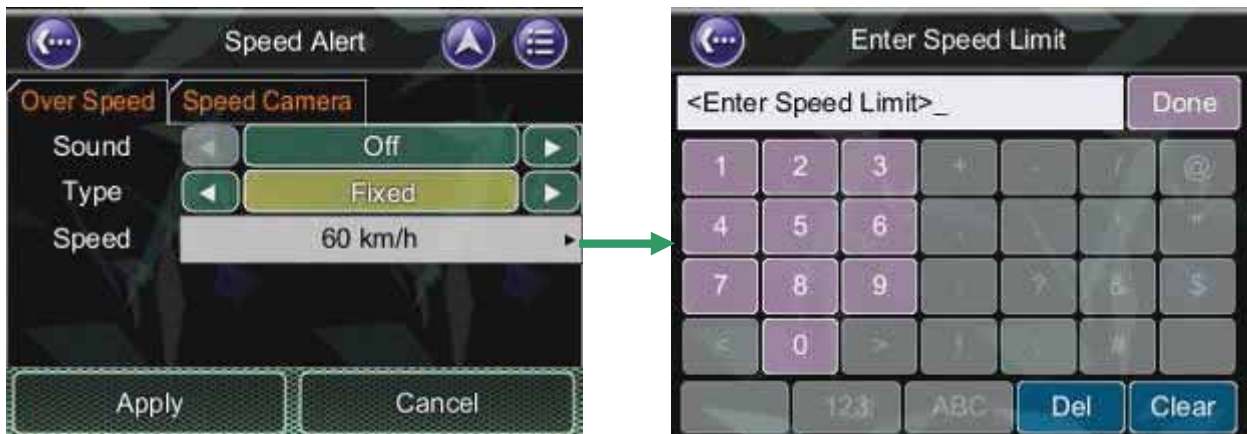 Speed Alert
Over Speed Speed Camera
Sound Off
Type Fixed
Speed 60 km/h
Apply Cancel
Enter Speed Limit
<Enter Speed Limit>_ Done
1 2 3 + - / @
4 5 6
7 8 9 ? & $
< 0 > ! #
123 ABC Del Clear